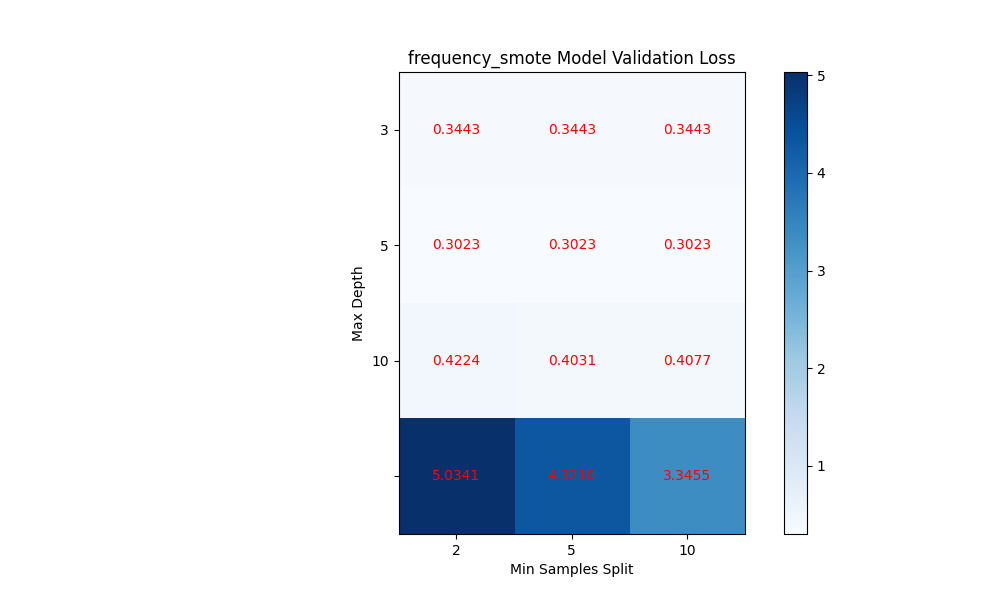 frequency_smote Model Validation Loss
Max Depth
3
0.3443 0.3443 0.3443
5
0.3023 0.3023 0.3023
10
0.4224 0.4031 0.4077
5.0341 3.3455
2 5 10
Min Samples Split
5
4
3
2
1